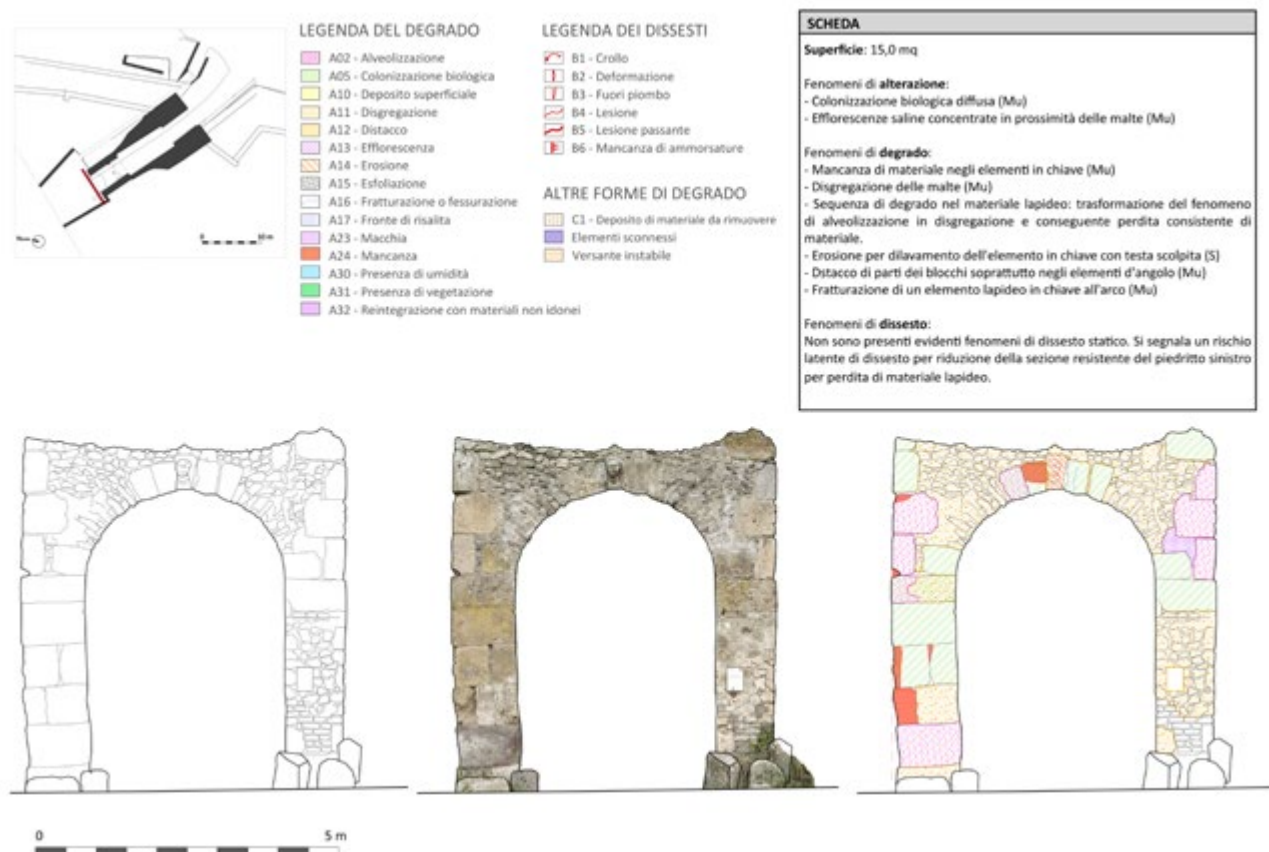 LEGENDA DEL DEGRADO
A02 - Alveolizzazione
A05 - Colonizzazione biologica
A10 - Deposito superficiale
A11 - Disgregazione
A12 - Distacco
A13 - Efflorescenza
A14 - Erosione
A15 - Esfoliazione
A16 - Fratturazione o fessurazione
A17 - Fronte di risalita
A23 - Macchia
A24 - Mancanza
A30 - Presenza di umidità
A31 - Presenza di vegetazione
A32 - Reintegrazione con materiali non idonei
LEGENDA DEI DISSESTI
B1 - Crollo
B2 - Deformazione
B3 - Fuori piombo
B4 - Lesione
B5 - Lesione passante
B6 - Mancanza di ammorsature
ALTRE FORME DI DEGRADO
C1 - Deposito di materiale da rimuovere
Elementi sconnessi
Versante instabile
SCHEDA
Superficie: 15,0 mq
Fenomeni di alterazione:
- Colonizzazione biologica diffusa (Mu)
- Efflorescenze saline concentrate in prossimità delle malte (Mu)
Fenomeni di degrado:
- Mancanza di materiale negli elementi in chiave (Mu)
- Disgregazione delle malte (Mu)
- Sequenza di degrado nel materiale lapideo: trasformazione del fenomeno
di alveolizzazione in disgregazione e conseguente perdita consistente di
materiale.
- Erosione per dilavamento dell'elemento in chiave con testa scolpita (S)
- Dstacco di parti dei blocchi soprattutto negli elementi d'angolo (Mu)
- Fratturazione di un elemento lapideo in chiave all'arco (Mu)
Fenomeni di dissesto:
Non sono presenti evidenti fenomeni di dissesto statico. Si segnala un rischio
latente di dissesto per riduzione della sezione resistente del piedritto sinistro
per perdita di materiale lapideo.
0 5 m